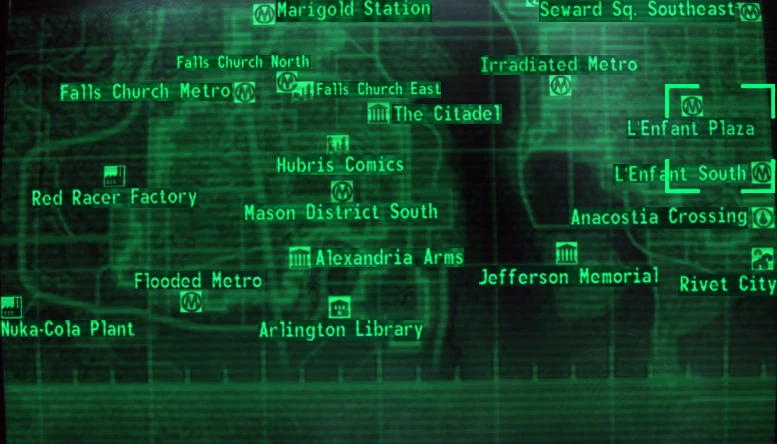 Marigold Station
Seward Sq. Southeast
Falls Church North
Irradiated Metro
Falls Church Metro
Falls Church East
The Citadel
L'Enfant Plaza
Hubris Comics
L'Enfant South
Red Racer Factory
Mason District South
Anacostia Crossing
Alexandria Arms
Jefferson Memorial
Flooded Metro
Rivet City
Nuka-Cola Plant
Arlington Library